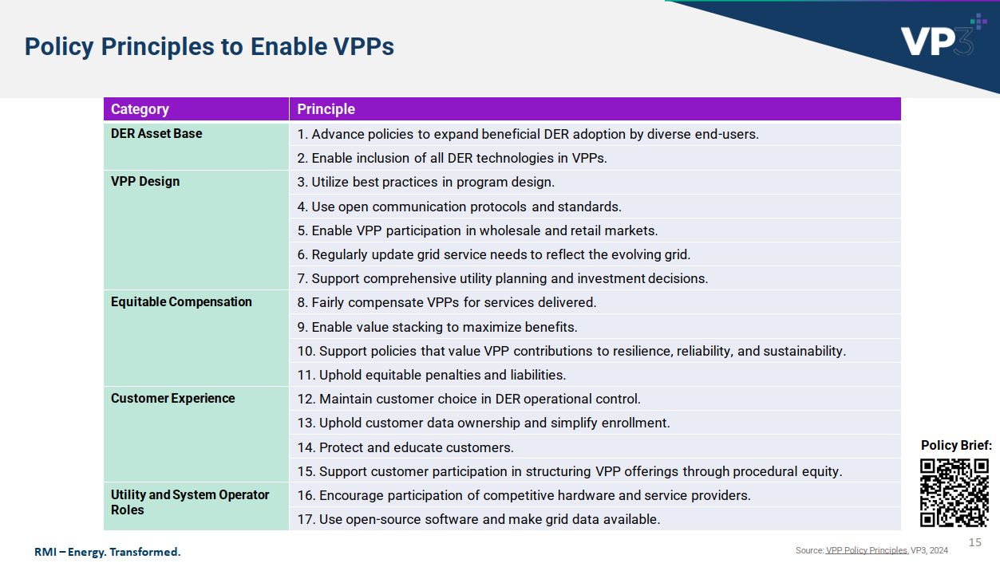 Policy Principles to Enable VPPs
VP3
Category
Principle
DER Asset Base
1. Advance policies to expand beneficial DER adoption by diverse end-users.
2. Enable inclusion of all DER technologies in VPPs.
VPP Design
3. Utilize best practices in program design.
4. Use open communication protocols and standards.
5. Enable VPP participation in wholesale and retail markets.
6. Regularly update grid service needs to reflect the evolving grid.
7. Support comprehensive utility planning and investment decisions.
Equitable Compensation
8. Fairly compensate VPPs for services delivered.
9. Enable value stacking to maximize benefits.
10. Support policies that value VPP contributions to resilience, reliability, and sustainability.
11. Uphold equitable penalties and liabilities.
Customer Experience
12. Maintain customer choice in DER operational control.
13. Uphold customer data ownership and simplify enrollment.
14. Protect and educate customers.
15. Support customer participation in structuring VPP offerings through procedural equity.
Utility and System Operator
Roles
16. Encourage participation of competitive hardware and service providers.
17. Use open-source software and make grid data available.
Policy Brief:
RMI – Energy. Transformed.
Source: VPP Policy Principles, VP3, 2024
15